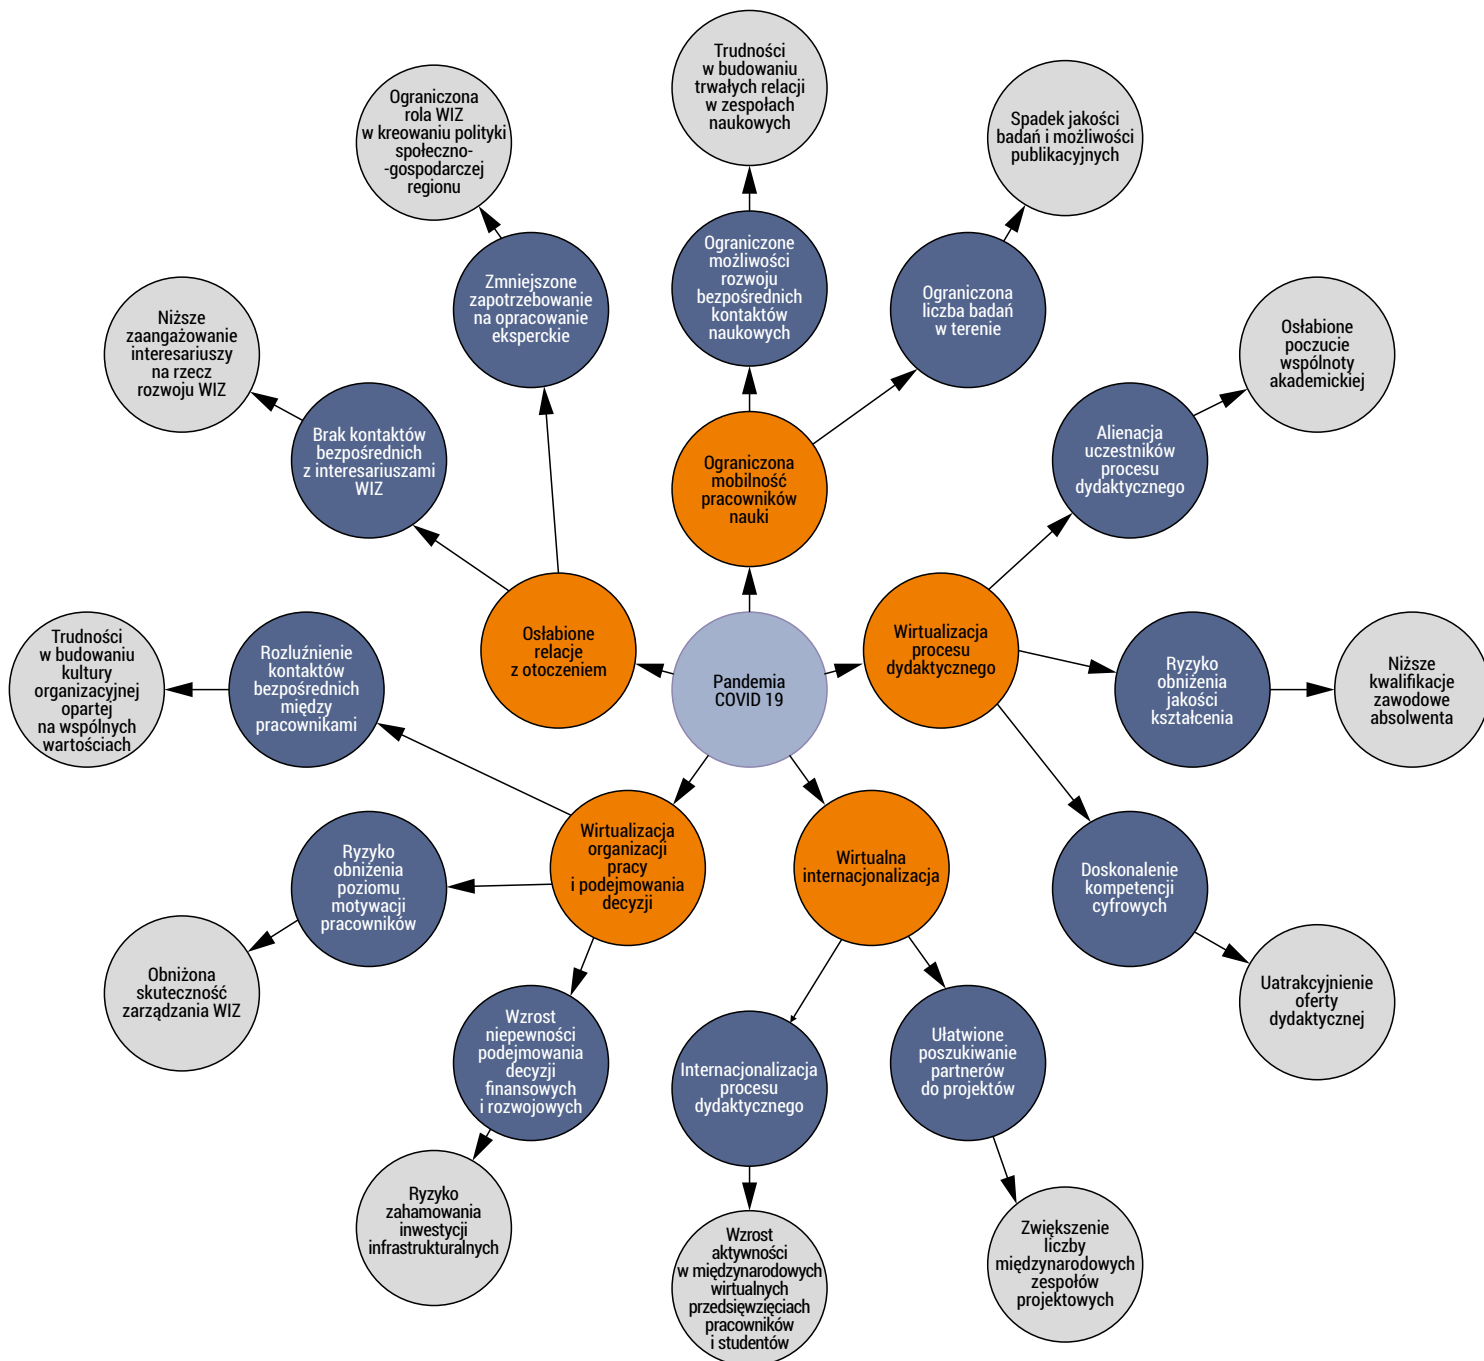 Trudności
w budowaniu
trwałych relacji
w zespołach
naukowych
Ograniczona
rola WIZ
w kreowaniu polityki
społeczno-
-gospodarczej
regionu
Spadek jakości
badań i możliwości
publikacyjnych
Ograniczone
możliwości
rozwoju
bezpośrednich
kontaktów
naukowych
Zmniejszone
zapotrzebowanie
na opracowanie
eksperckie
Ograniczona
liczba badań
w terenie
Niższe
zaangażowanie
interesariuszy
na rzecz
rozwoju WIZ
Osłabione
poczucie
wspólnoty
akademickiej
Brak kontaktów
bezpośrednich
z interesariuszami
WIZ
Ograniczona
mobilność
pracowników
nauki
Alienacja
uczestników
procesu
dydaktycznego
Trudności
w budowaniu
kultury
organizacyjnej
opartej
na wspólnych
wartościach
Rozluźnienie
kontaktów
bezpośrednich
między
pracownikami
Osłabione
relacje
z otoczeniem
Pandemia
COVID 19
Wirtualizacja
procesu
dydaktycznego
Ryzyko
obniżenia
jakości
kształcenia
Niższe
kwalifikacje
zawodowe
absolwenta
Ryzyko
obniżenia
poziomu
motywacji
pracowników
Wirtualizacja
organizacji
pracy
i podejmowania
decyzji
Wirtualna
internacjonalizacja
Doskonalenie
kompetencji
cyfrowych
Obniżona
skuteczność
zarządzania WIZ
Uatrakcyjnienie
oferty
dydaktycznej
Wzrost
niepewności
podejmowania
decyzji
finansowych
i rozwojowych
Internacjonalizacja
procesu
dydaktycznego
Ułatwione
poszukiwanie
partnerów
do projektów
Ryzyko
zahamowania
inwestycji
infrastrukturalnych
Wzrost
aktywności
w międzynarodowych
wirtualnych
przedsięwzięciach
pracowników
i studentów
Zwiększenie
liczby
międzynarodowych
zespołów
projektowych